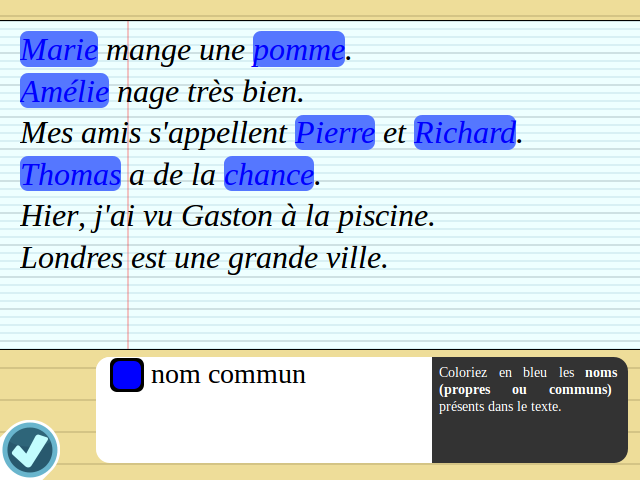 Marie mange une pomme.
Amélie nage très bien.
Mes amis s'appellent Pierre et Richard.
Thomas a de la chance.
Hier, j'ai vu Gaston à la piscine.
Londres est une grande ville.
nom commun
Coloriez en bleu les noms
(propres ou communs)
présents dans le texte.